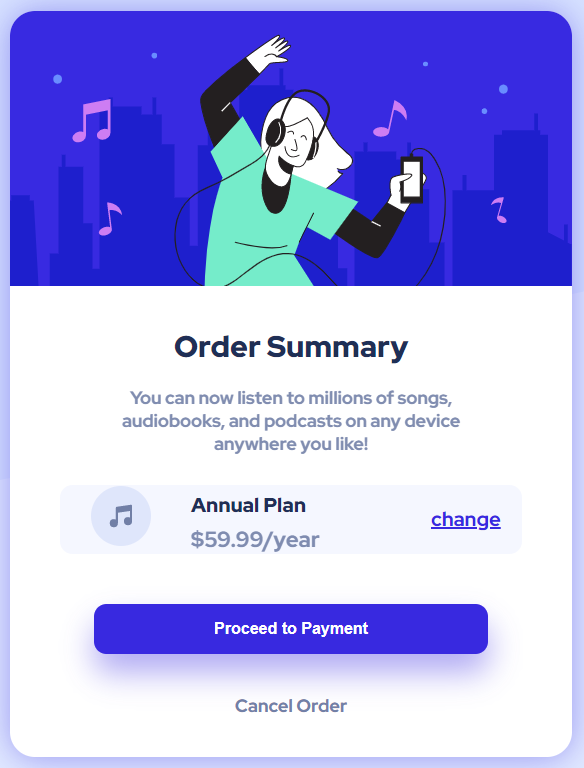 Order Summary
You can now listen to millions of songs,
audiobooks, and podcasts on any device
anywhere you like!
Annual Plan
$59.99/year
change
Proceed to Payment
Cancel Order